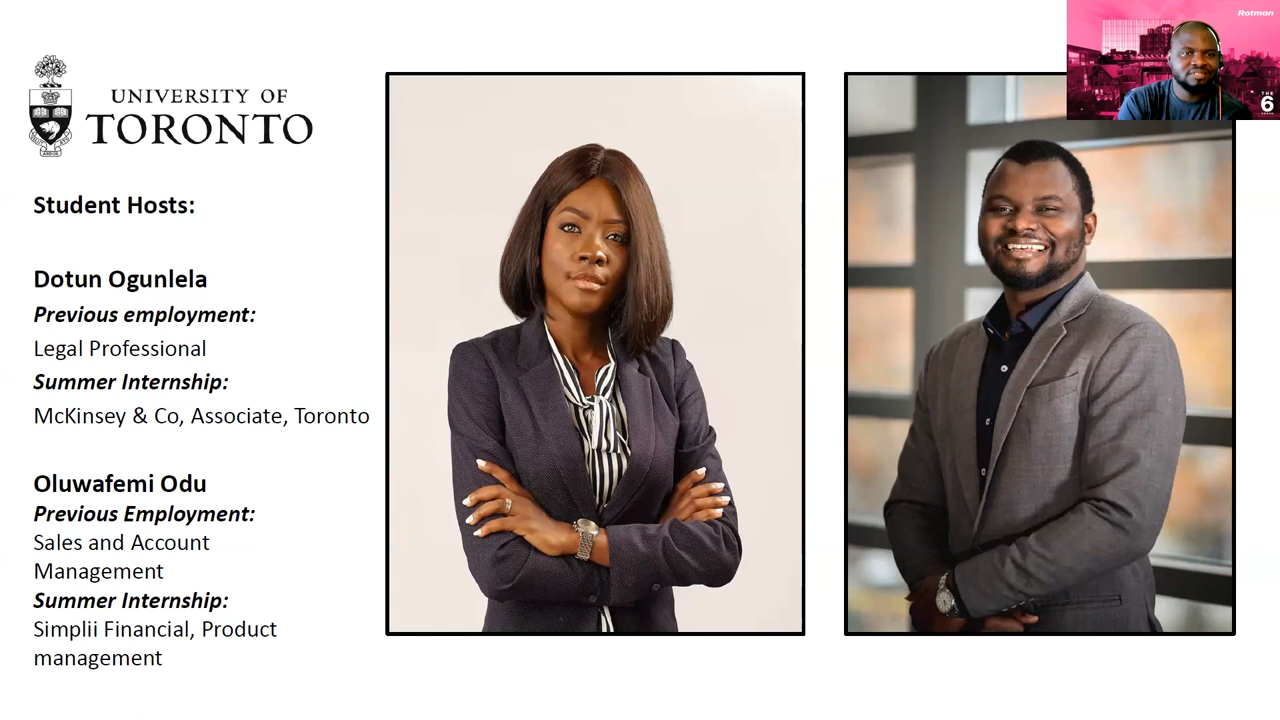 UNIVERSITY OF
TORONTO
Student Hosts:
Dotun Ogunlela
Previous employment:
Legal Professional
Summer Internship:
McKinsey & Co, Associate, Toronto
Oluwafemi Odu
Previous Employment:
Sales and Account
Management
Summer Internship:
Simplii Financial, Product
management
Rotman
THE
6